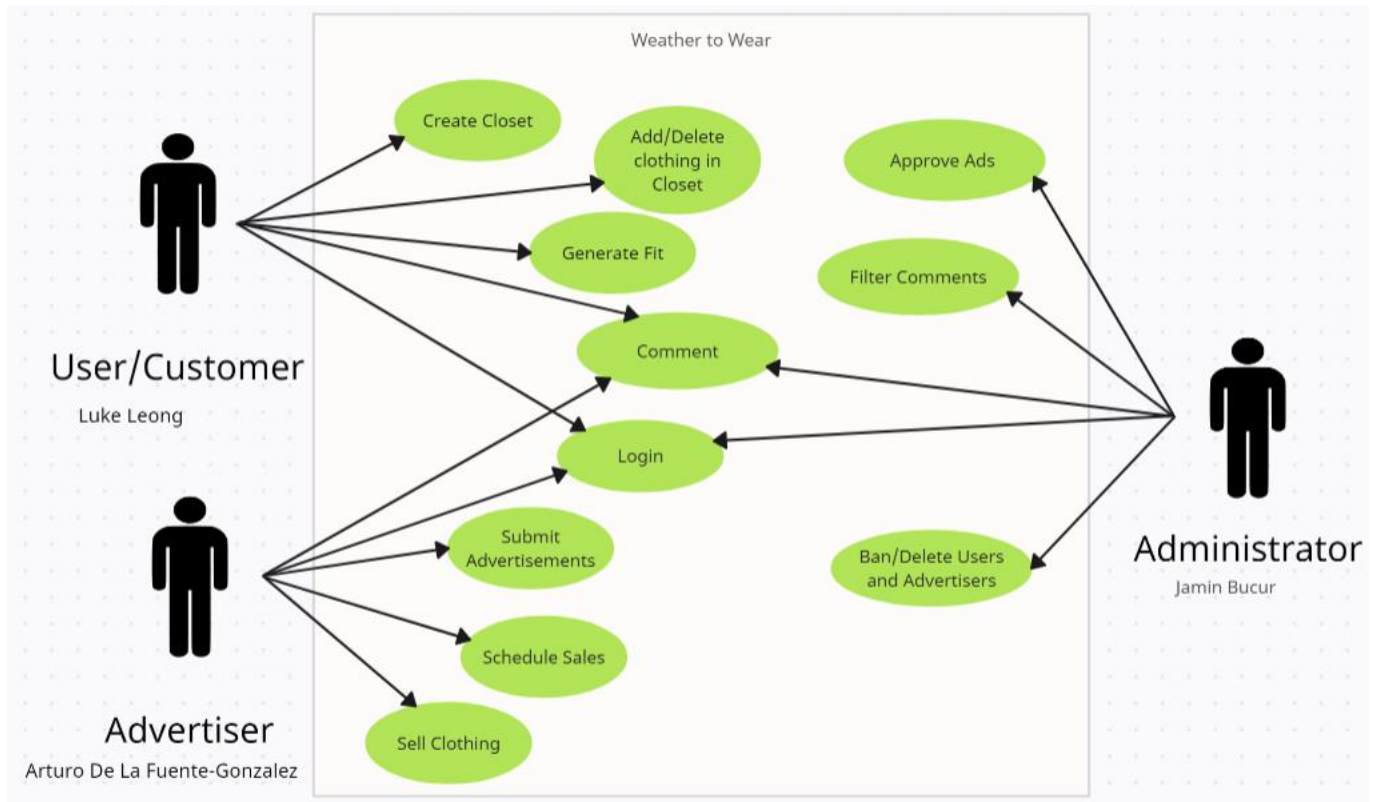 Weather to Wear
Create Closet
Add/Delete
clothing in
Closet
Approve Ads
Generate Fit
Filter Comments
Comment
User/Customer
Luke Leong
Login
Submit
Advertisements
Ban/Delete Users
and Advertisers
Administrator
Jamin Bucur
Schedule Sales
Advertiser
Sell Clothing
Arturo De La Fuente-Gonzalez